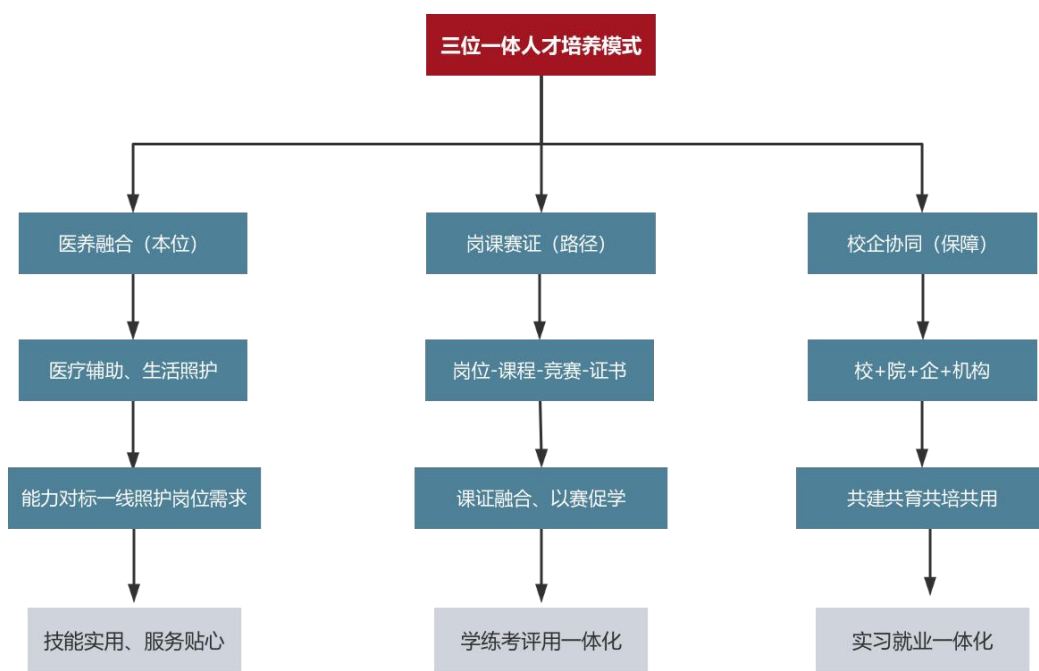 三位一体人才培养模式
医养融合（本位）
岗课赛证（路径）
校企协同（保障）
医疗辅助、生活照护
岗位-课程-竞赛-证书
校+院+企+机构
能力对标一线照护岗位需求
课证融合、以赛促学
共建共育共培共用
技能实用、服务贴心
学练考评用一体化
实习就业一体化